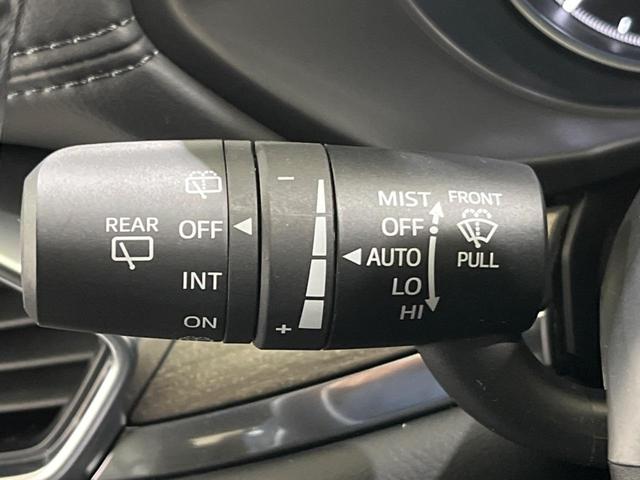 REAR
OFF
INT
ON
−
+
MIST
OFF
AUTO
LO
HI
FRONT
PULL